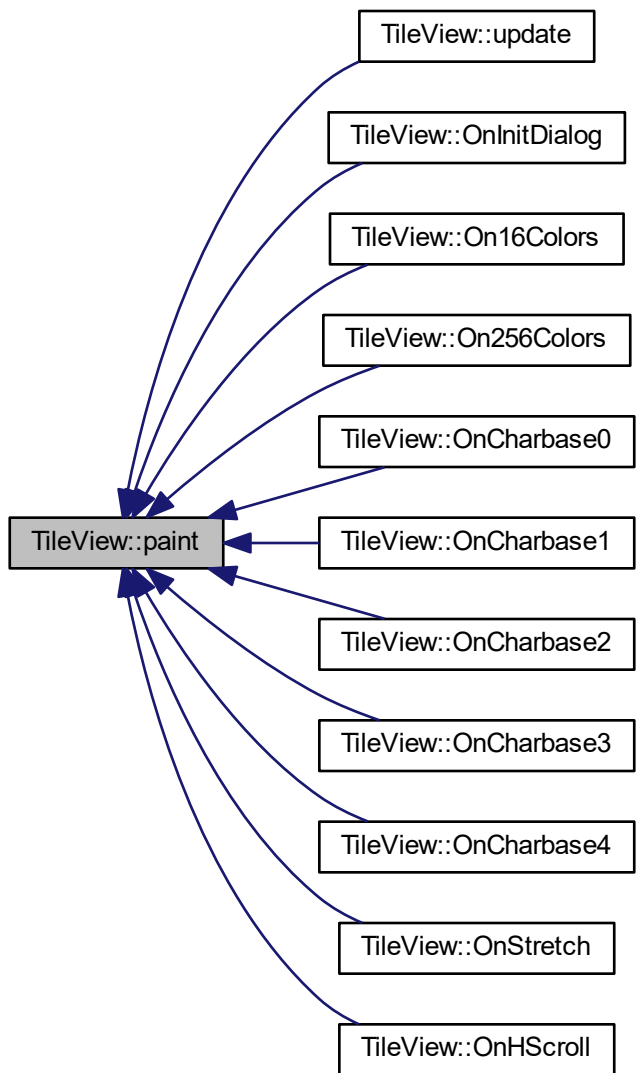 TileView::update
TileView::OnInitDialog
TileView::On16Colors
TileView::On256Colors
TileView::OnCharbase0
TileView::paint
TileView::OnCharbase1
TileView::OnCharbase2
TileView::OnCharbase3
TileView::OnCharbase4
TileView::OnStretch
TileView::OnHScroll